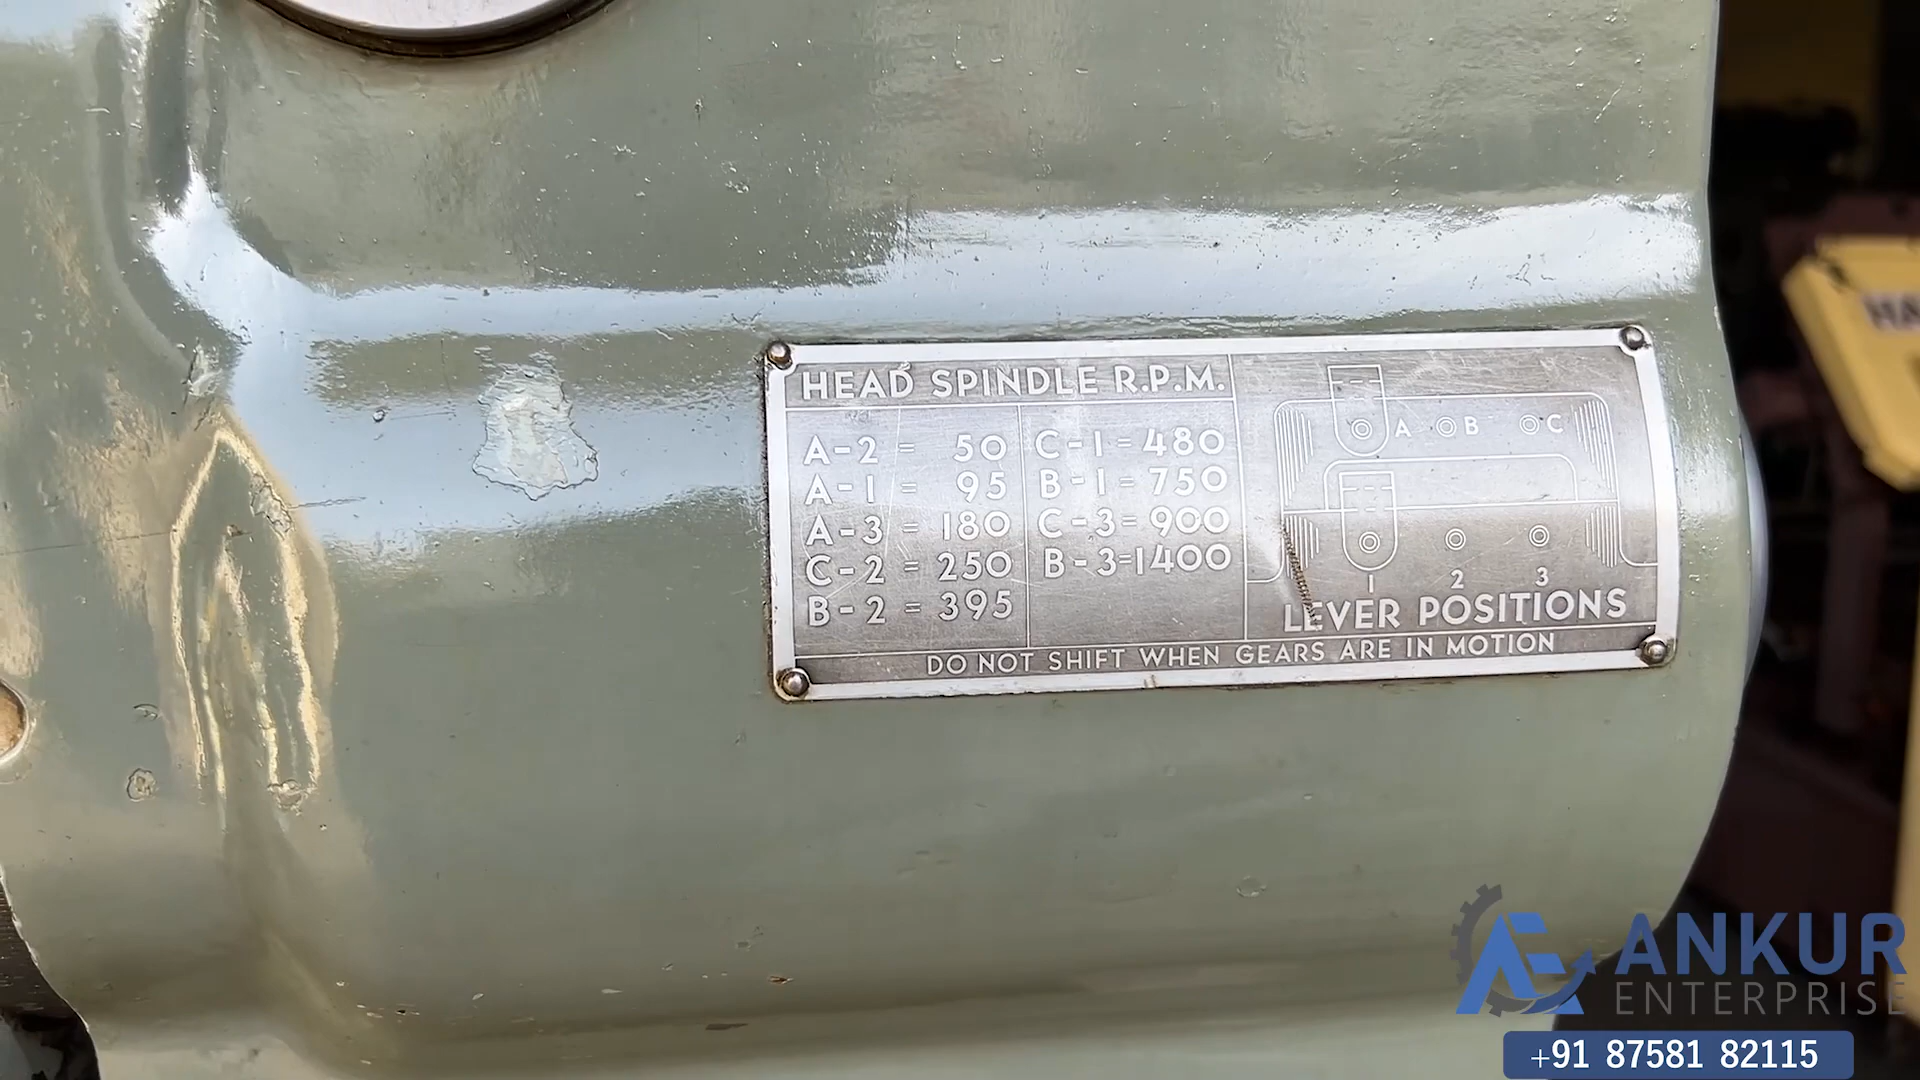 HEAD SPINDLE R.P.M.
A-2 = 50
A-1 = 95
A-3 = 180
C-2 = 250
B-2 = 395
C-1 = 480
B-1 = 750
C-3 = 900
B-3 = 1400
A B C
1 2 3
LEVER POSITIONS
DO NOT SHIFT WHEN GEARS ARE IN MOTION
HA
AE ANKUR
ENTERPRISE
+91 87581 82115